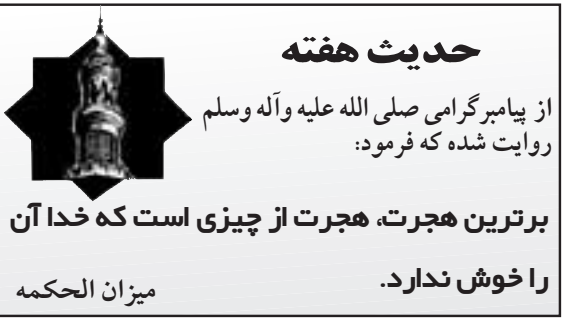 حدیث هفته
از پیامبرگرامی صلی الله علیه وآله وسلم
روایت شده که فرمود:
برترین هجرت، هجرت از چیزی است که خدا آن
را خوش ندارد.
میزان الحکمه